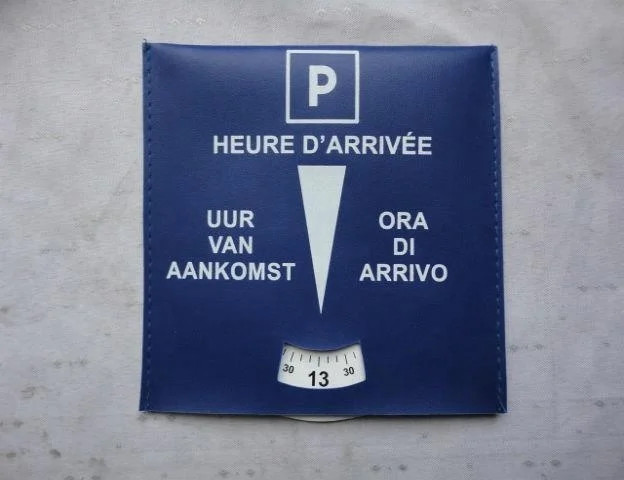 P
HEURE D'ARRIVÉE
UUR
VAN
AANKOMST
ORA
DI
ARRIVO
30 13 30